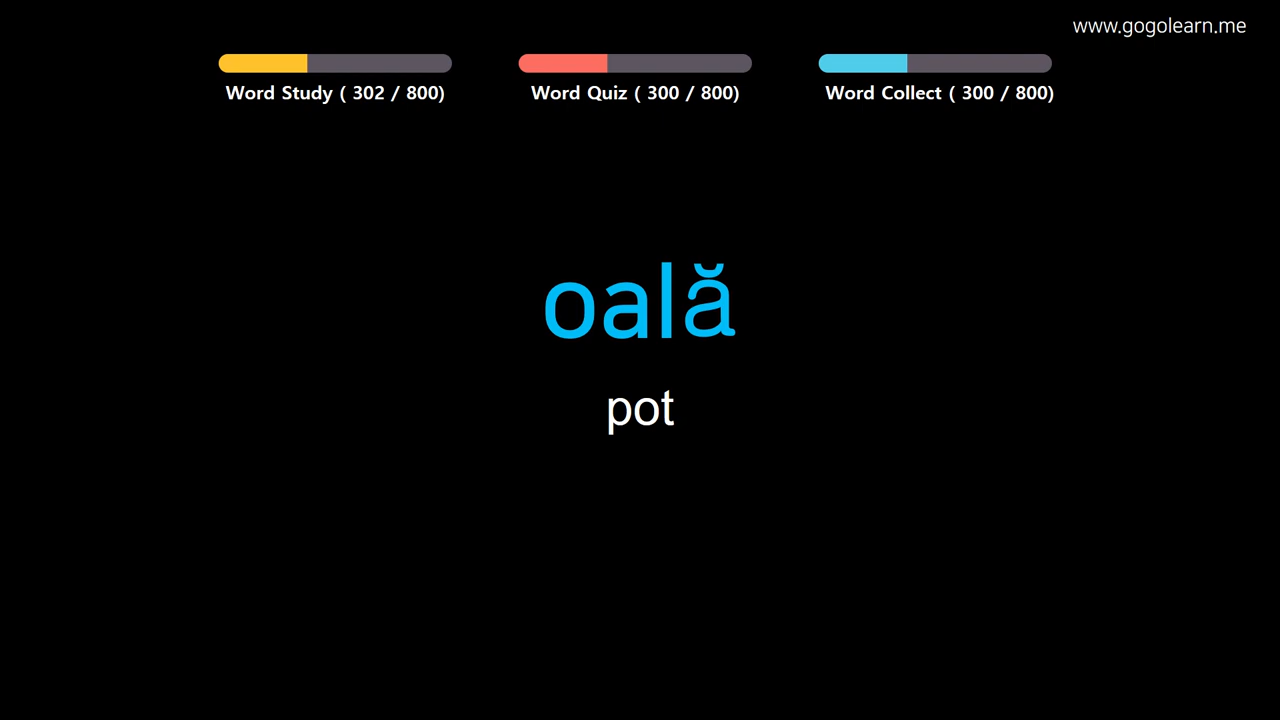 www.gogolearn.me
Word Study ( 302 / 800)
Word Quiz ( 300 / 800)
Word Collect ( 300 / 800)
oală
pot